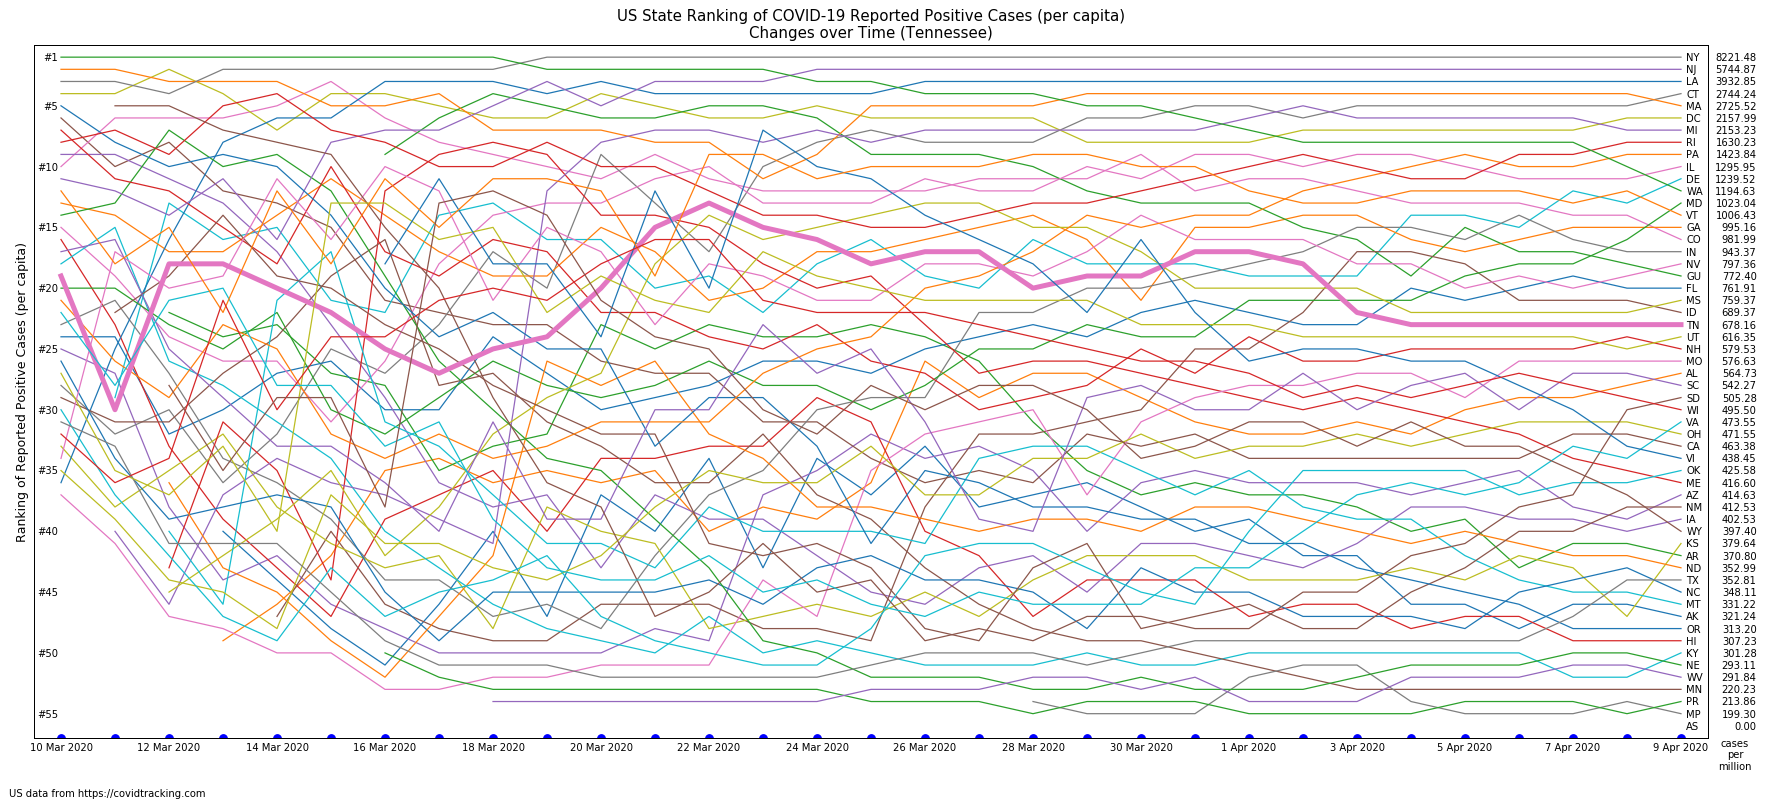 US State Ranking of COVID-19 Reported Positive Cases (per capita)
Changes over Time (Tennessee)
Ranking of Reported Positive Cases (per capita)
#1
#5
#10
#15
#20
#25
#30
#35
#40
#45
#50
#55
NY 8221.48
NJ 5744.87
LA 3932.85
CT 2744.24
MA 2725.52
DC 2157.99
MI 2153.23
RI 1630.23
PA 1423.84
IL 1295.95
DE 1239.52
WA 1194.63
MD 1023.04
VT 1006.43
GA 995.16
CO 981.99
IN 943.37
NV 797.36
GU 772.40
FL 761.91
MS 759.37
ID 689.37
TN 678.16
UT 616.35
NH 579.53
MO 576.63
AL 564.73
SC 542.27
SD 505.28
WI 495.50
VA 473.55
OH 471.55
CA 463.38
VI 438.45
OK 425.58
ME 416.60
AZ 414.63
NM 412.53
IA 402.53
WY 397.40
KS 379.64
AR 370.80
ND 352.99
TX 352.81
NC 348.11
MT 331.22
AK 321.24
OR 313.20
HI 307.23
KY 301.28
NE 293.11
WV 291.84
MN 220.23
PR 213.86
MP 199.30
AS 0.00
10 Mar 2020 12 Mar 2020 14 Mar 2020 16 Mar 2020 18 Mar 2020 20 Mar 2020 22 Mar 2020 24 Mar 2020 26 Mar 2020 28 Mar 2020 30 Mar 2020 1 Apr 2020 3 Apr 2020 5 Apr 2020 7 Apr 2020 9 Apr 2020
cases
per
million
US data from https://covidtracking.com